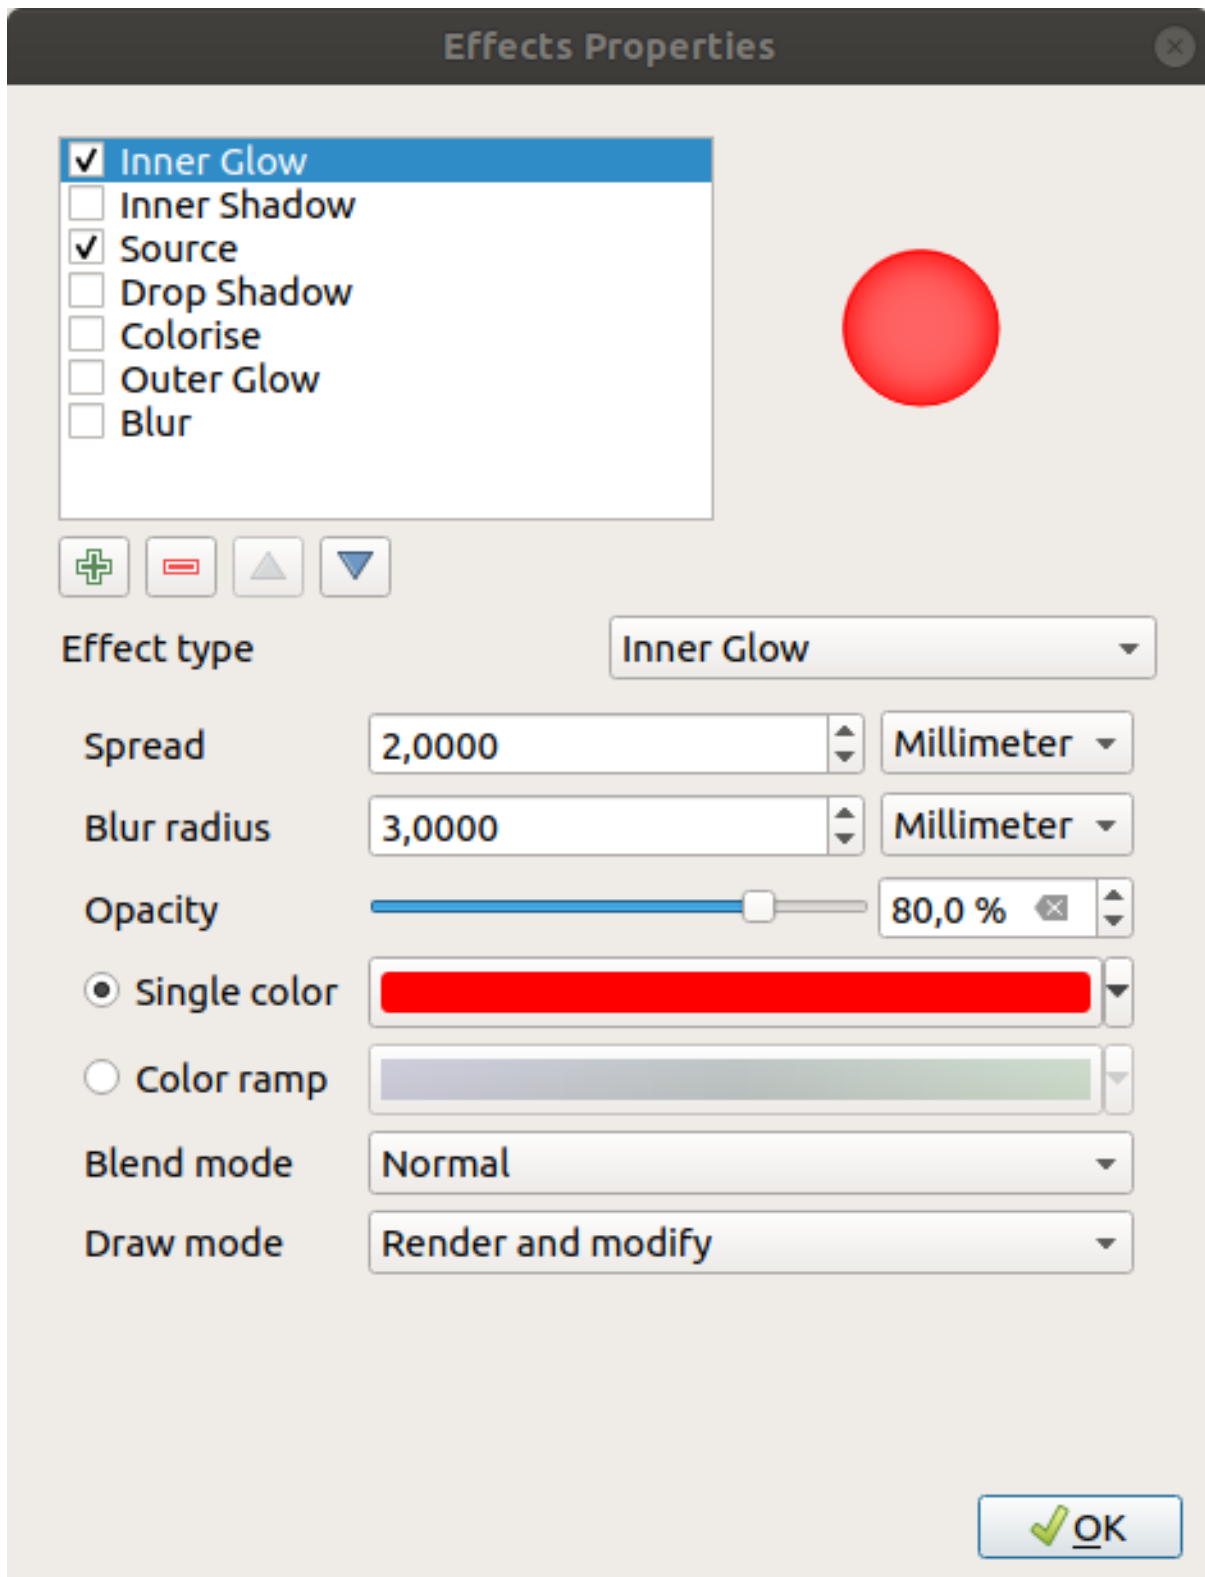 Effects Properties
Inner Glow
Inner Shadow
Source
Drop Shadow
Colorise
Outer Glow
Blur
Effect type Inner Glow
Spread 2,0000 Millimeter
Blur radius 3,0000 Millimeter
Opacity 80,0 %
Single color
Color ramp
Blend mode Normal
Draw mode Render and modify
OK